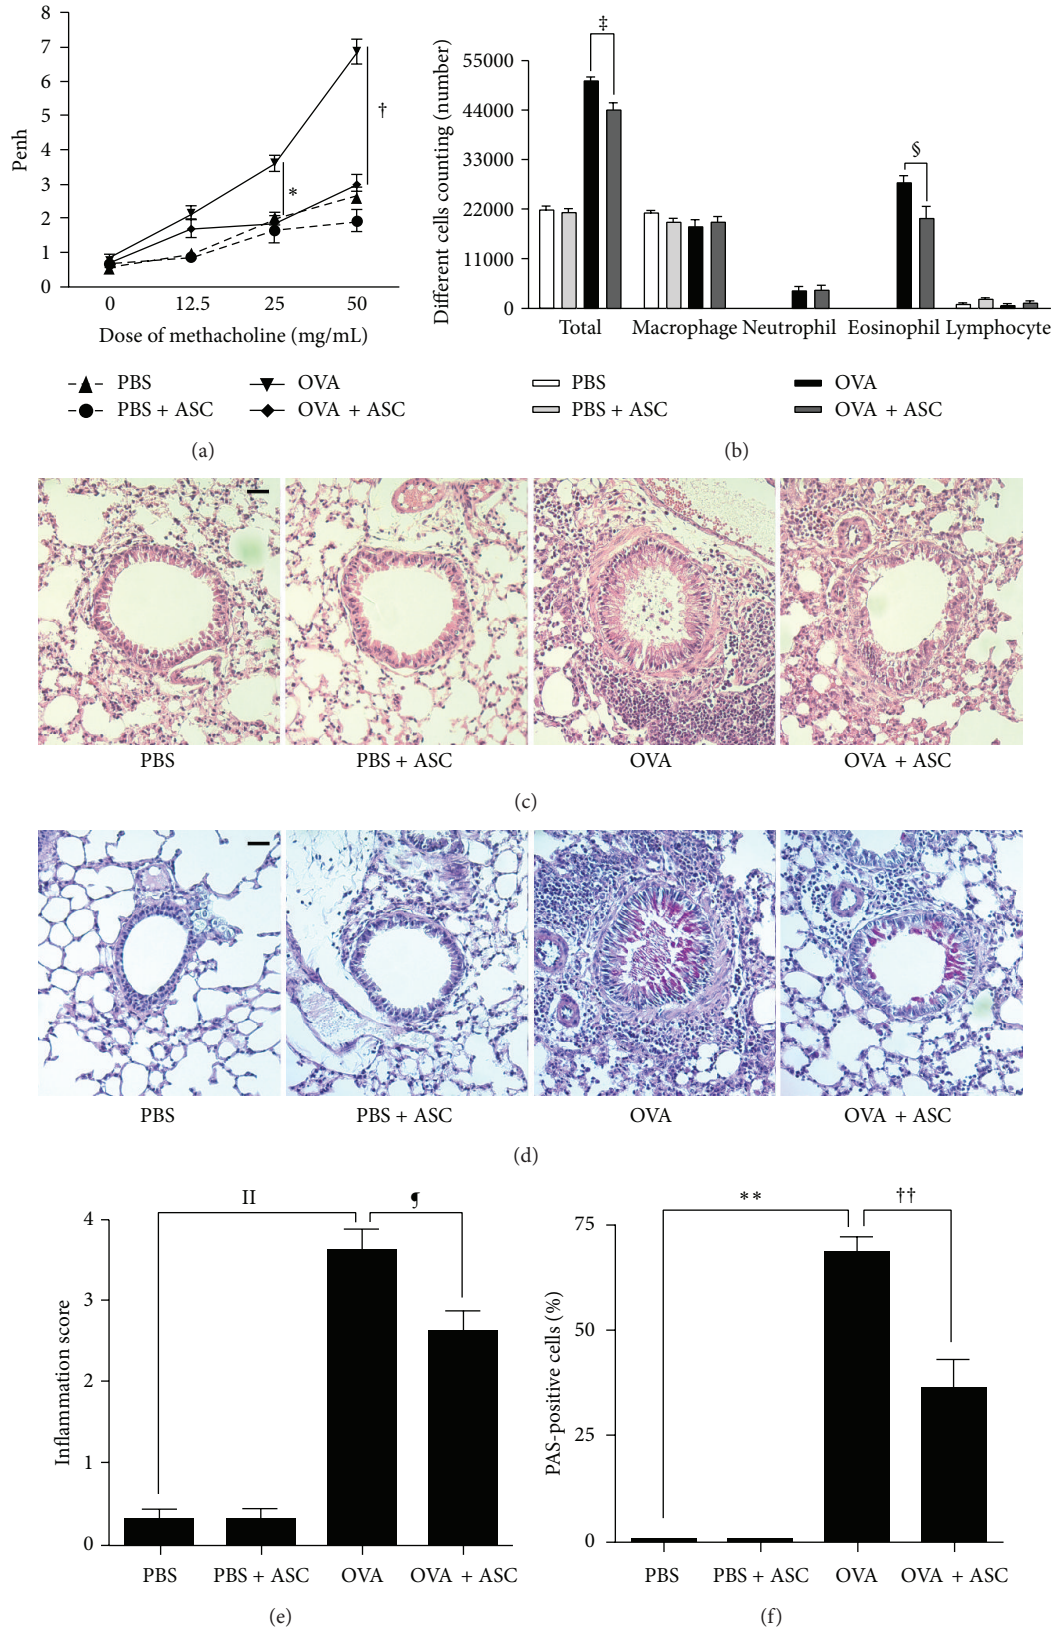 8
7
6
5
4
3
2
1
0
Penh
†
*
0 12.5 25 50
Dose of methacholine (mg/mL)
PBS OVA
PBS + ASC OVA + ASC
(a)
Different cells counting (number)
55000
44000
33000
22000
11000
0
‡
§
Total Macrophage Neutrophil Eosinophil Lymphocyte
PBS OVA
PBS + ASC OVA + ASC
(b)
PBS PBS + ASC OVA OVA + ASC
(c)
PBS PBS + ASC OVA OVA + ASC
(d)
II ¶
4
3
2
1
0
Inflammation score
PBS PBS + ASC OVA OVA + ASC
(e)
** ††
75
50
25
0
PAS-positive cells (%)
PBS PBS + ASC OVA OVA + ASC
(f)